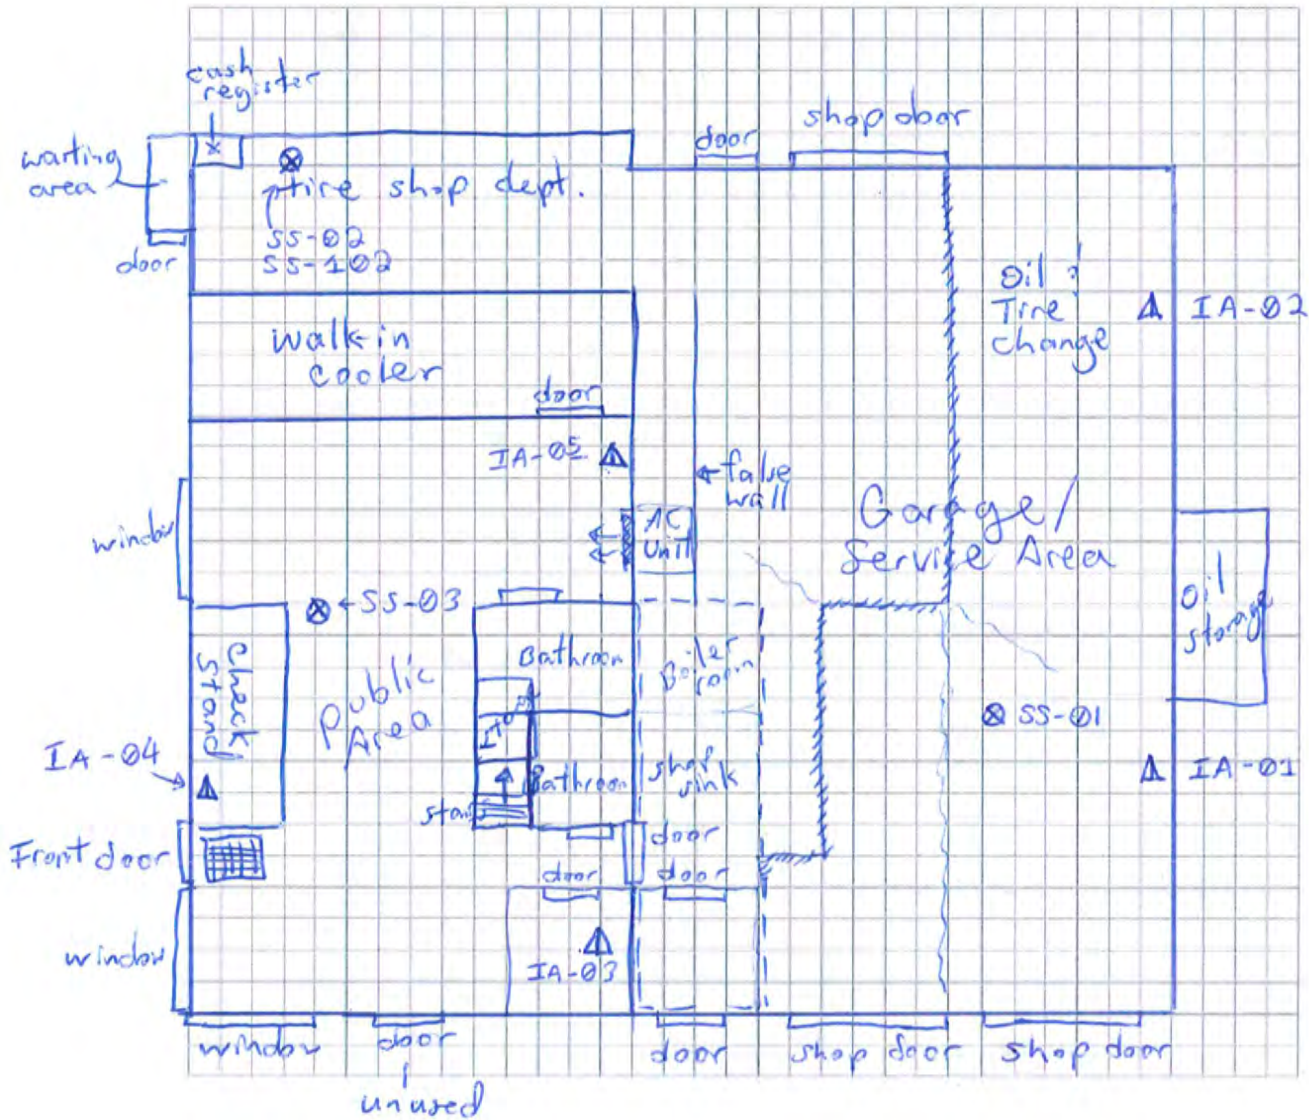 cash
register
waiting
area
door
shop door
tire shop dept.
SS-02
SS-102
door
Oil &
Tire
change
IA-02
walk-in
cooler
door
IA-05
false
wall
window
AC
Unit
Garage/
Service Area
SS-03
Oil
storage
Check
stand
Public
Area
Bathroom
Boiler
room
SS-01
IA-04
shop
sink
IA-01
Bathroom
Front door
door
door
door
window
IA-03
window
door
door
shop door
shop door
unused